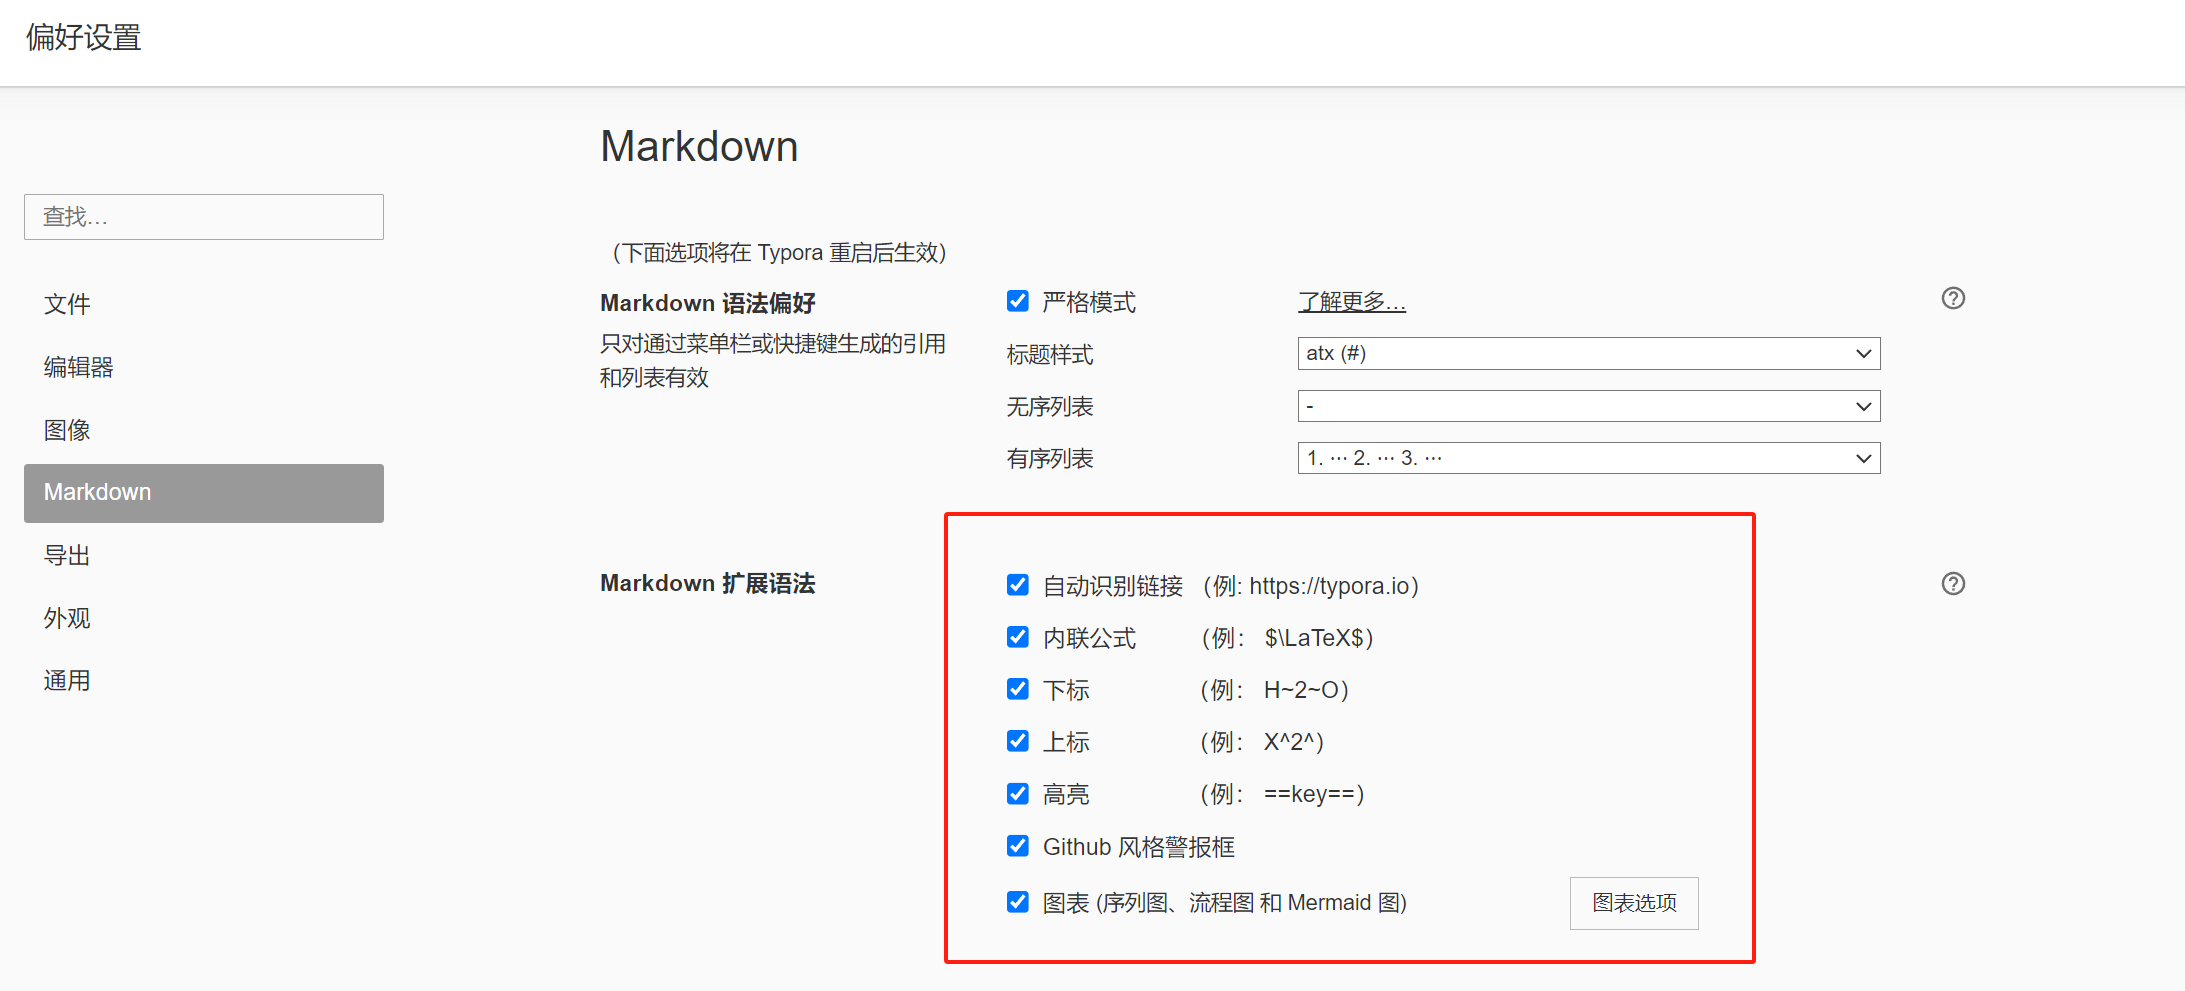 偏好设置
Markdown
查找...
（下面选项将在 Typora 重启后生效）
文件
编辑器
图像
Markdown
导出
外观
通用
Markdown 语法偏好
只对通过菜单栏或快捷键生成的引用
和列表有效
严格模式 了解更多...
标题样式 atx (#)
无序列表 -
有序列表 1. ··· 2. ··· 3. ···
Markdown 扩展语法
自动识别链接 （例: https://typora.io）
内联公式 （例： $\LaTeX$）
下标 （例： H~2~O）
上标 （例： X^2^）
高亮 （例： ==key==）
Github 风格警报框
图表 (序列图、流程图 和 Mermaid 图) 图表选项